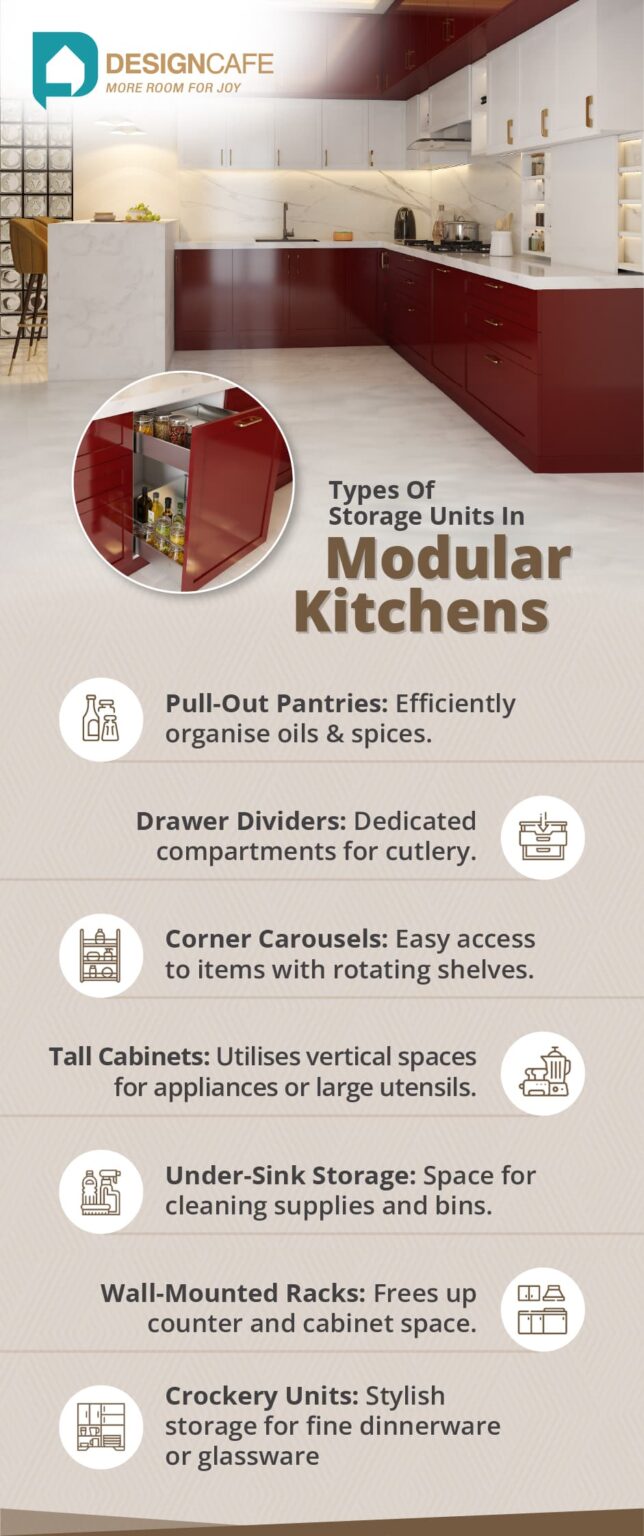 DESIGNCAFE
MORE ROOM FOR JOY
Types Of
Storage Units In
Modular
Kitchens
Pull-Out Pantries: Efficiently
organise oils & spices.
Drawer Dividers: Dedicated
compartments for cutlery.
Corner Carousels: Easy access
to items with rotating shelves.
Tall Cabinets: Utilises vertical spaces
for appliances or large utensils.
Under-Sink Storage: Space for
cleaning supplies and bins.
Wall-Mounted Racks: Frees up
counter and cabinet space.
Crockery Units: Stylish
storage for fine dinnerware
or glassware